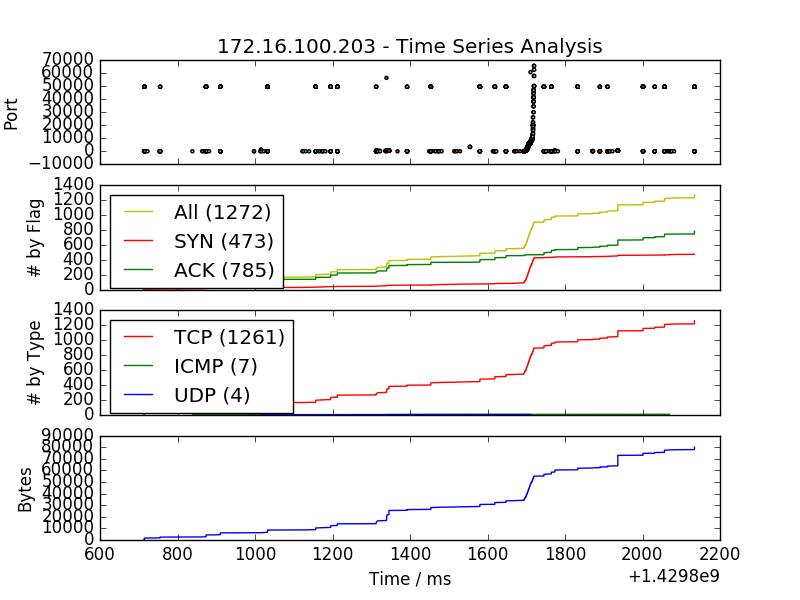 172.16.100.203 - Time Series Analysis
70000
60000
50000
40000
30000
20000
10000
0
−10000
Port
1400
1200
1000
800
600
400
200
0
# by Flag
All (1272)
SYN (473)
ACK (785)
1400
1200
1000
800
600
400
200
0
# by Type
TCP (1261)
ICMP (7)
UDP (4)
90000
80000
70000
60000
50000
40000
30000
20000
10000
0
Bytes
600 800 1000 1200 1400 1600 1800 2000 2200
Time / ms
+1.4298e9